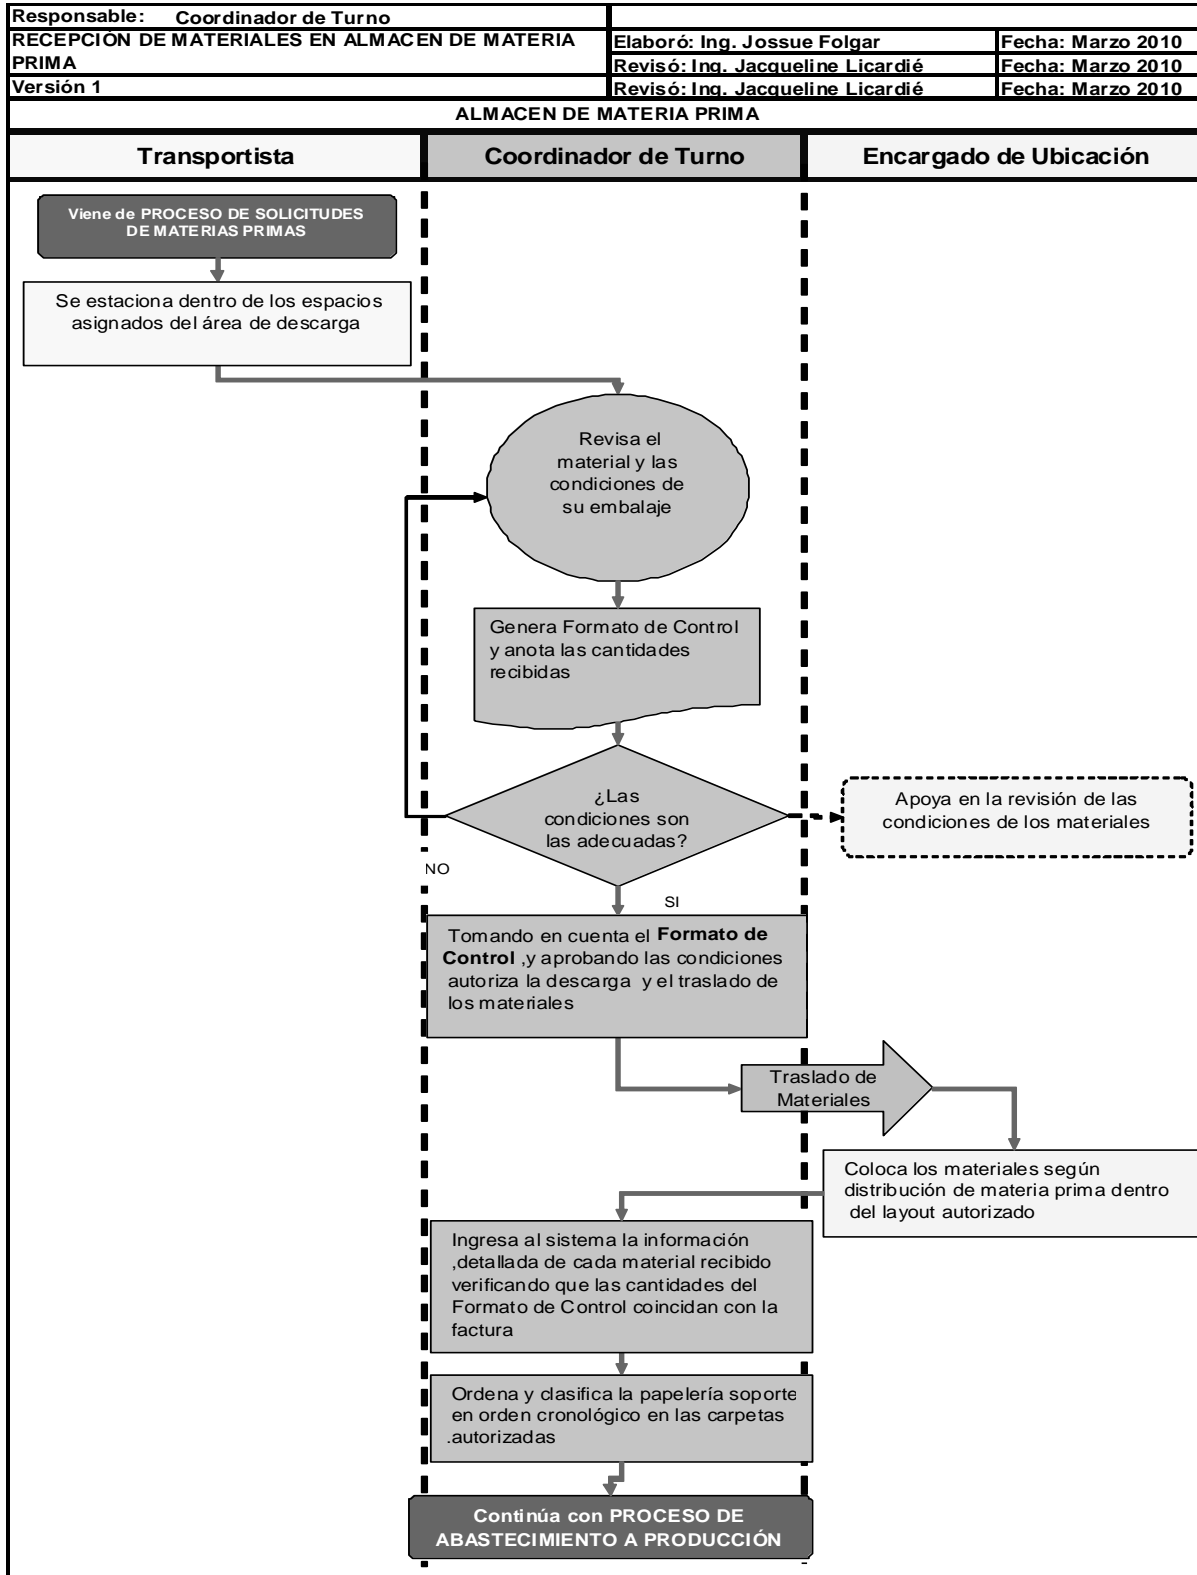 Responsable: Coordinador de Turno
RECEPCIÓN DE MATERIALES EN ALMACEN DE MATERIA
PRIMA
Elaboró: Ing. Jossue Folgar
Fecha: Marzo 2010
Revisó: Ing. Jacqueline Licardié
Fecha: Marzo 2010
Versión 1
Revisó: Ing. Jacqueline Licardié
Fecha: Marzo 2010
ALMACEN DE MATERIA PRIMA
Transportista
Coordinador de Turno
Encargado de Ubicación
Viene de PROCESO DE SOLICITUDES
DE MATERIAS PRIMAS
Se estaciona dentro de los espacios
asignados del área de descarga
Revisa el
material y las
condiciones de
su embalaje
Genera Formato de Control
y anota las cantidades
recibidas
¿Las
condiciones son
las adecuadas?
Apoya en la revisión de las
condiciones de los materiales
NO
SI
Tomando en cuenta el Formato de
Control ,y aprobando las condiciones
autoriza la descarga y el traslado de
los materiales
Traslado de
Materiales
Coloca los materiales según
distribución de materia prima dentro
del layout autorizado
Ingresa al sistema la información
,detallada de cada material recibido
verificando que las cantidades del
Formato de Control coincidan con la
factura
Ordena y clasifica la papelería soporte
en orden cronológico en las carpetas
.autorizadas
Continúa con PROCESO DE
ABASTECIMIENTO A PRODUCCIÓN